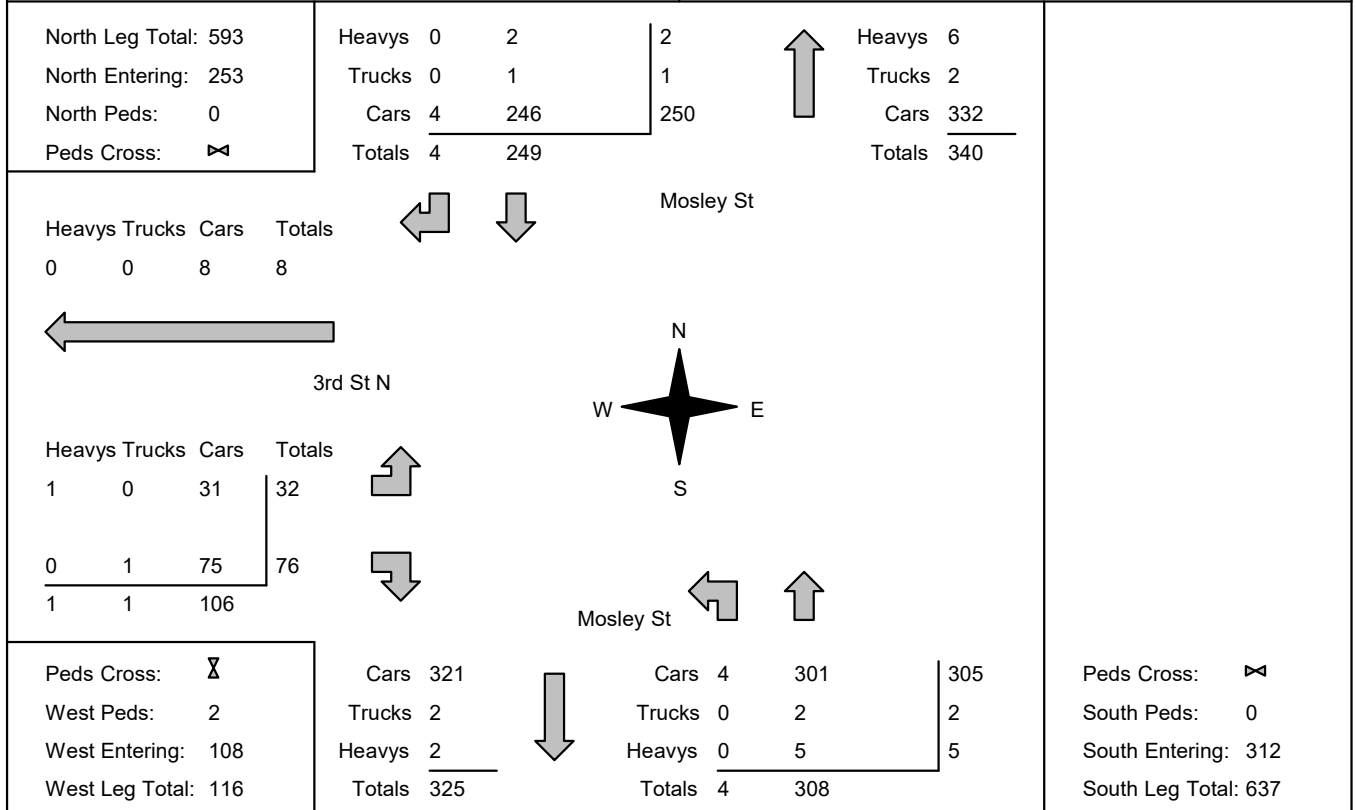 North Leg Total: 593
North Entering: 253
North Peds: 0
Peds Cross:
Heavys 0 2 2
Trucks 0 1 1
Cars 4 246 250
Totals 4 249
Heavys 6
Trucks 2
Cars 332
Totals 340
Mosley St
Heavys Trucks Cars Totals
0 0 8 8
3rd St N
N
W E
S
Heavys Trucks Cars Totals
1 0 31 32
0 1 75 76
1 1 106
Mosley St
Peds Cross:
West Peds: 2
West Entering: 108
West Leg Total: 116
Cars 321
Trucks 2
Heavys 2
Totals 325
Cars 4 301 305
Trucks 0 2 2
Heavys 0 5 5
Totals 4 308
Peds Cross:
South Peds: 0
South Entering: 312
South Leg Total: 637